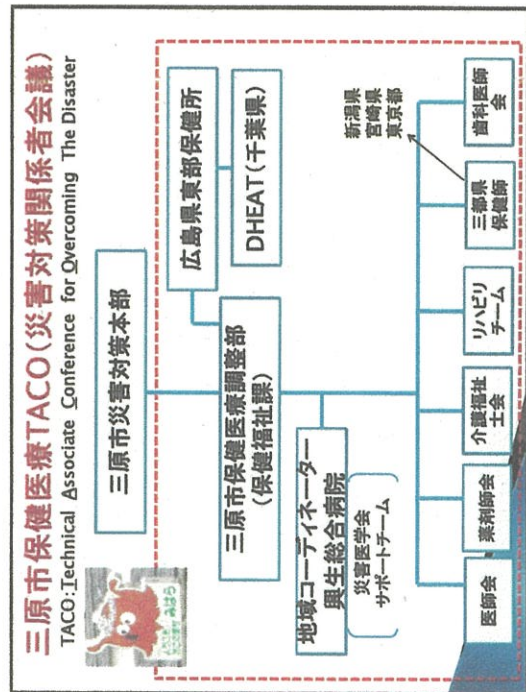 三原市保健医療TACO(災害対策関係者会議)
TACO:Technical Associate Conference for Overcoming The Disaster
三原市災害対策本部
広島県東部保健所
DHEAT(千葉県)
三原市保健医療調整部
(保健福祉課)
地域コーディネーター
興生総合病院
災害医学会
サポートチーム
新潟県
宮崎県
東京都
医師会
薬剤師会
介護福祉
士会
リハビリ
チーム
三都県
保健師
歯科医師
会